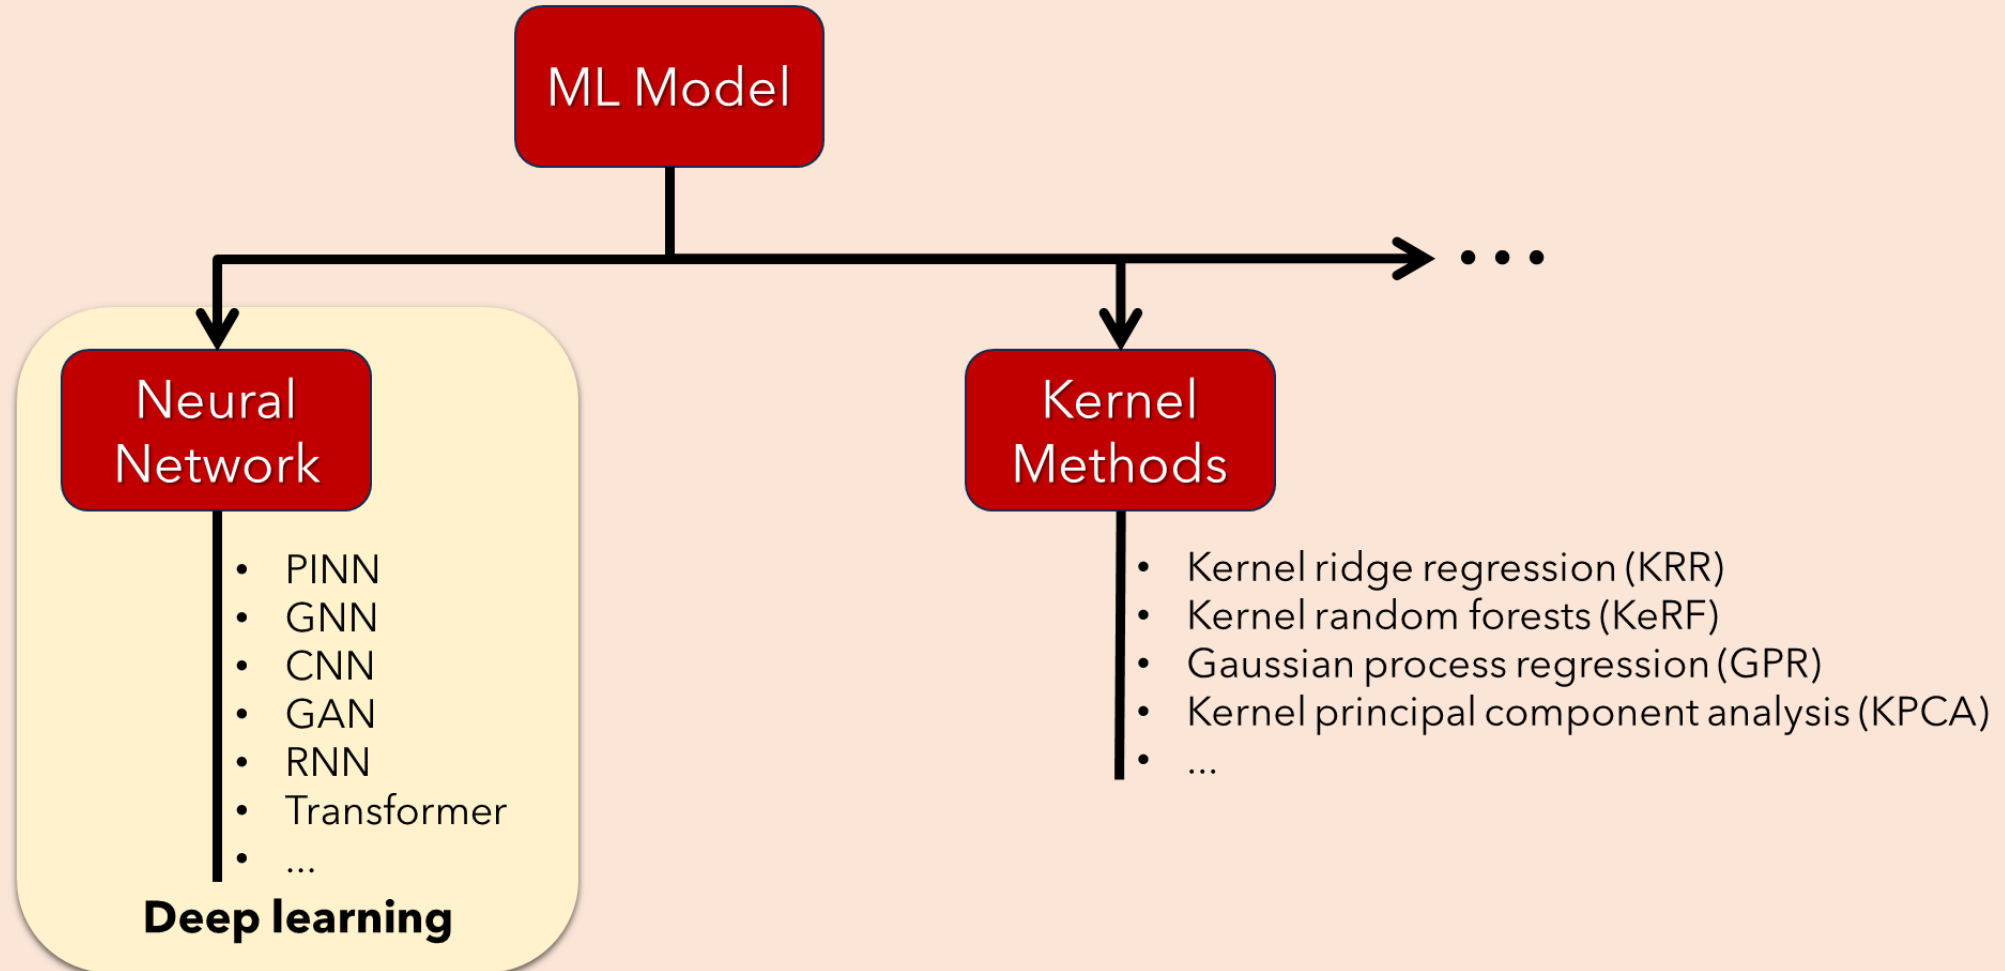 ML Model
...
Neural
Network
• PINN
• GNN
• CNN
• GAN
• RNN
• Transformer
• ...
Deep learning
Kernel
Methods
• Kernel ridge regression (KRR)
• Kernel random forests (KeRF)
• Gaussian process regression (GPR)
• Kernel principal component analysis (KPCA)
• ...